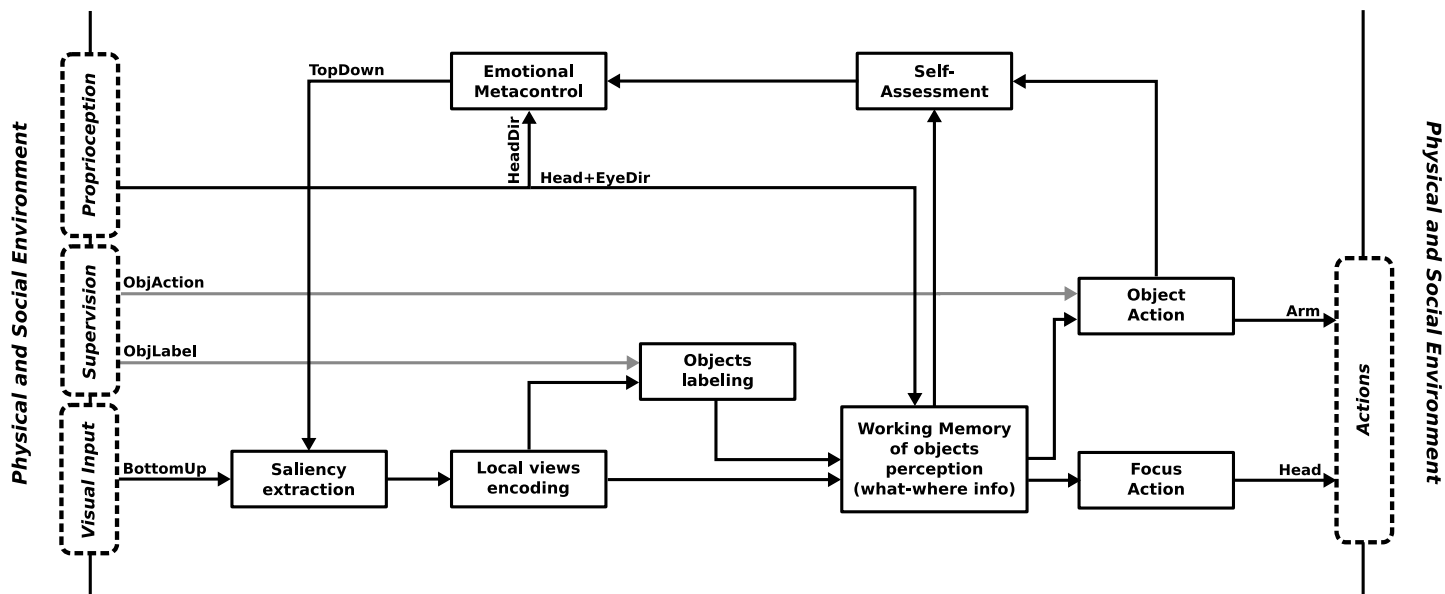 Physical and Social Environment
Proprioception
Supervision
Visual Input
TopDown
Emotional
Metacontrol
Self-
Assessment
HeadDir
Head+EyeDir
ObjAction
Object
Action
Arm
ObjLabel
Objects
labeling
BottomUp
Saliency
extraction
Local views
encoding
Working Memory
of objects
perception
(what-where info)
Focus
Action
Head
Actions
Physical and Social Environment